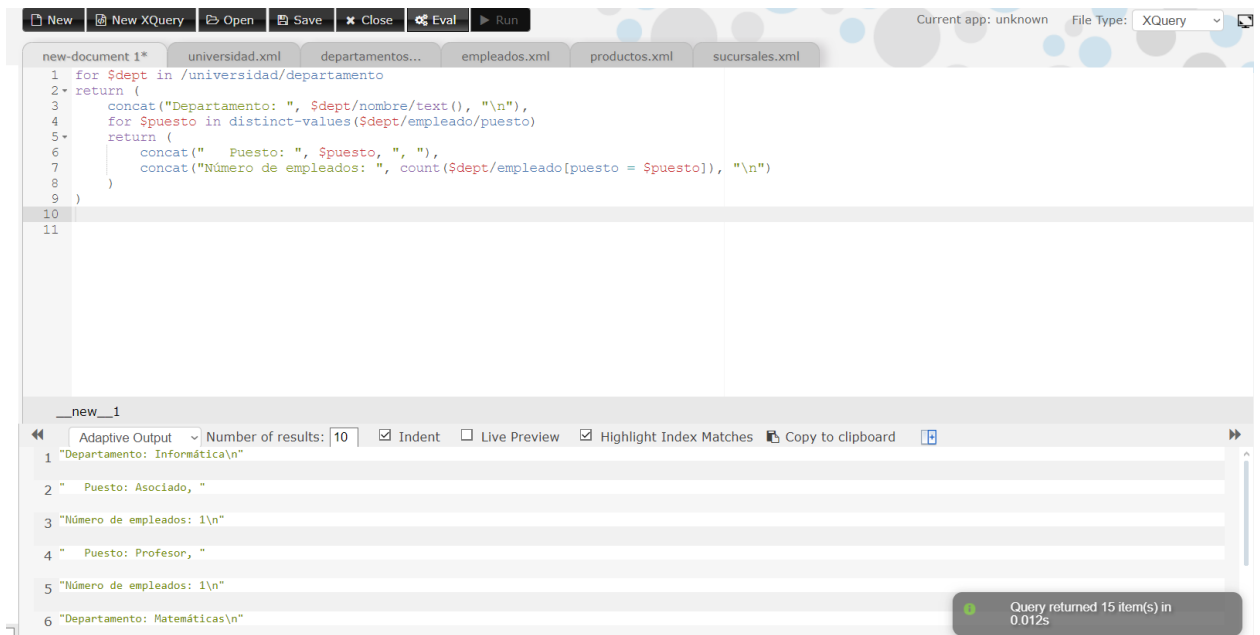 New New XQuery Open Save Close Eval Run Current app: unknown File Type: XQuery
new-document 1* universidad.xml departamentos... empleados.xml productos.xml sucursales.xml
1 for $dept in /universidad/departamento
2 return (
3 concat("Departamento: ", $dept/nombre/text(), "\n"),
4 for $puesto in distinct-values($dept/empleado/puesto)
5 return (
6 concat("   Puesto: ", $puesto, ", "),
7 concat("Número de empleados: ", count($dept/empleado[puesto = $puesto]), "\n")
8 )
9 )
10
11
__new__1
Adaptive Output Number of results: 10 Indent Live Preview Highlight Index Matches Copy to clipboard
1 "Departamento: Informática\n"
2 "   Puesto: Asociado, "
3 "Número de empleados: 1\n"
4 "   Puesto: Profesor, "
5 "Número de empleados: 1\n"
6 "Departamento: Matemáticas\n"
Query returned 15 item(s) in
0.012s